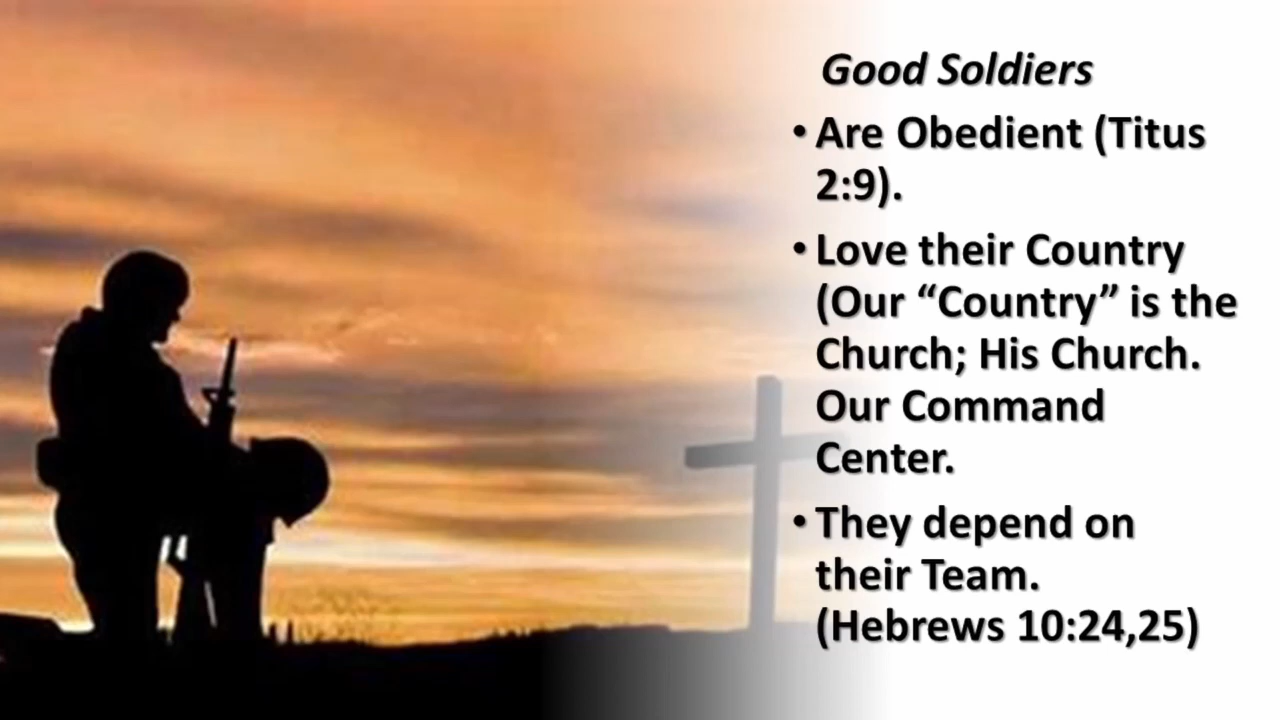 Good Soldiers
• Are Obedient (Titus
2:9).
• Love their Country
(Our “Country” is the
Church; His Church.
Our Command
Center.
• They depend on
their Team.
(Hebrews 10:24,25)